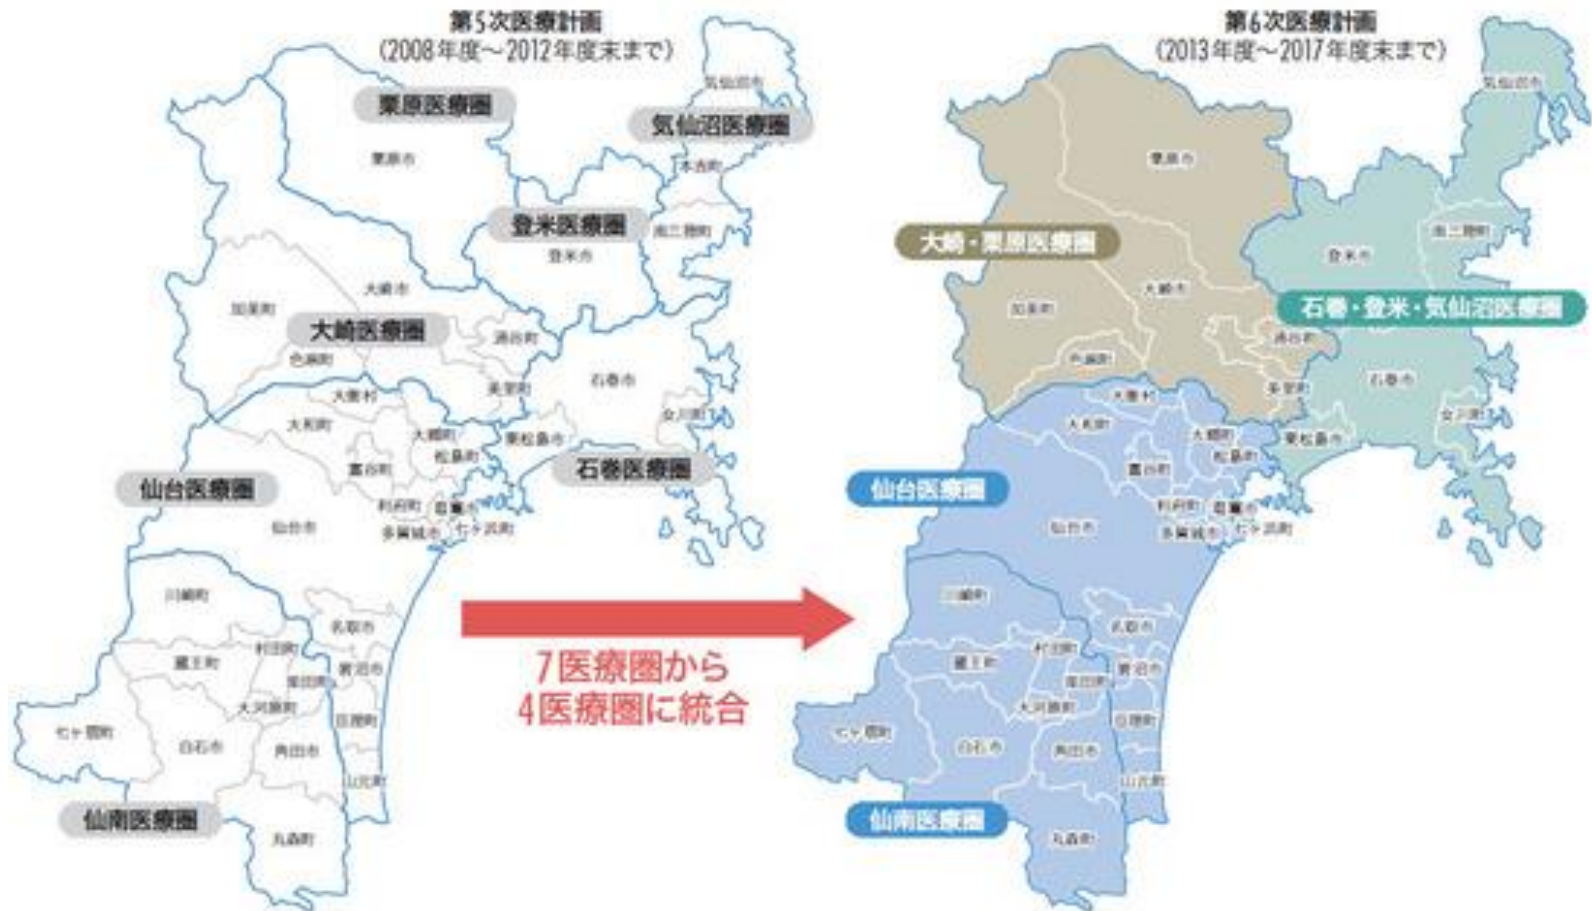 第5次医療計画
（2008年度～2012年度末まで）
気仙沼市
栗原医療圏
気仙沼医療圏
栗原市
本吉町
登米医療圏
南三陸町
登米市
大崎市
加美町
大崎医療圏
涌谷町
色麻町
美里町
石巻市
大衡村
女川町
大和町
大郷町
東松島市
松島町
富谷町
石巻医療圏
仙台医療圏
利府町
塩竈市
仙台市
多賀城市
七ヶ浜町
川崎町
名取市
村田町
蔵王町
岩沼市
柴田町
大河原町
亘理町
七ヶ宿町
白石市
角田市
山元町
仙南医療圏
丸森町
7医療圏から
4医療圏に統合
第6次医療計画
（2013年度～2017年度末まで）
気仙沼市
栗原市
大崎・栗原医療圏
南三陸町
登米市
大崎市
加美町
石巻・登米・気仙沼医療圏
涌谷町
色麻町
美里町
石巻市
大衡村
女川町
大和町
大郷町
東松島市
松島町
富谷町
仙台医療圏
利府町
塩竈市
仙台市
多賀城市
七ヶ浜町
川崎町
名取市
村田町
蔵王町
岩沼市
柴田町
大河原町
亘理町
七ヶ宿町
白石市
角田市
山元町
仙南医療圏
丸森町